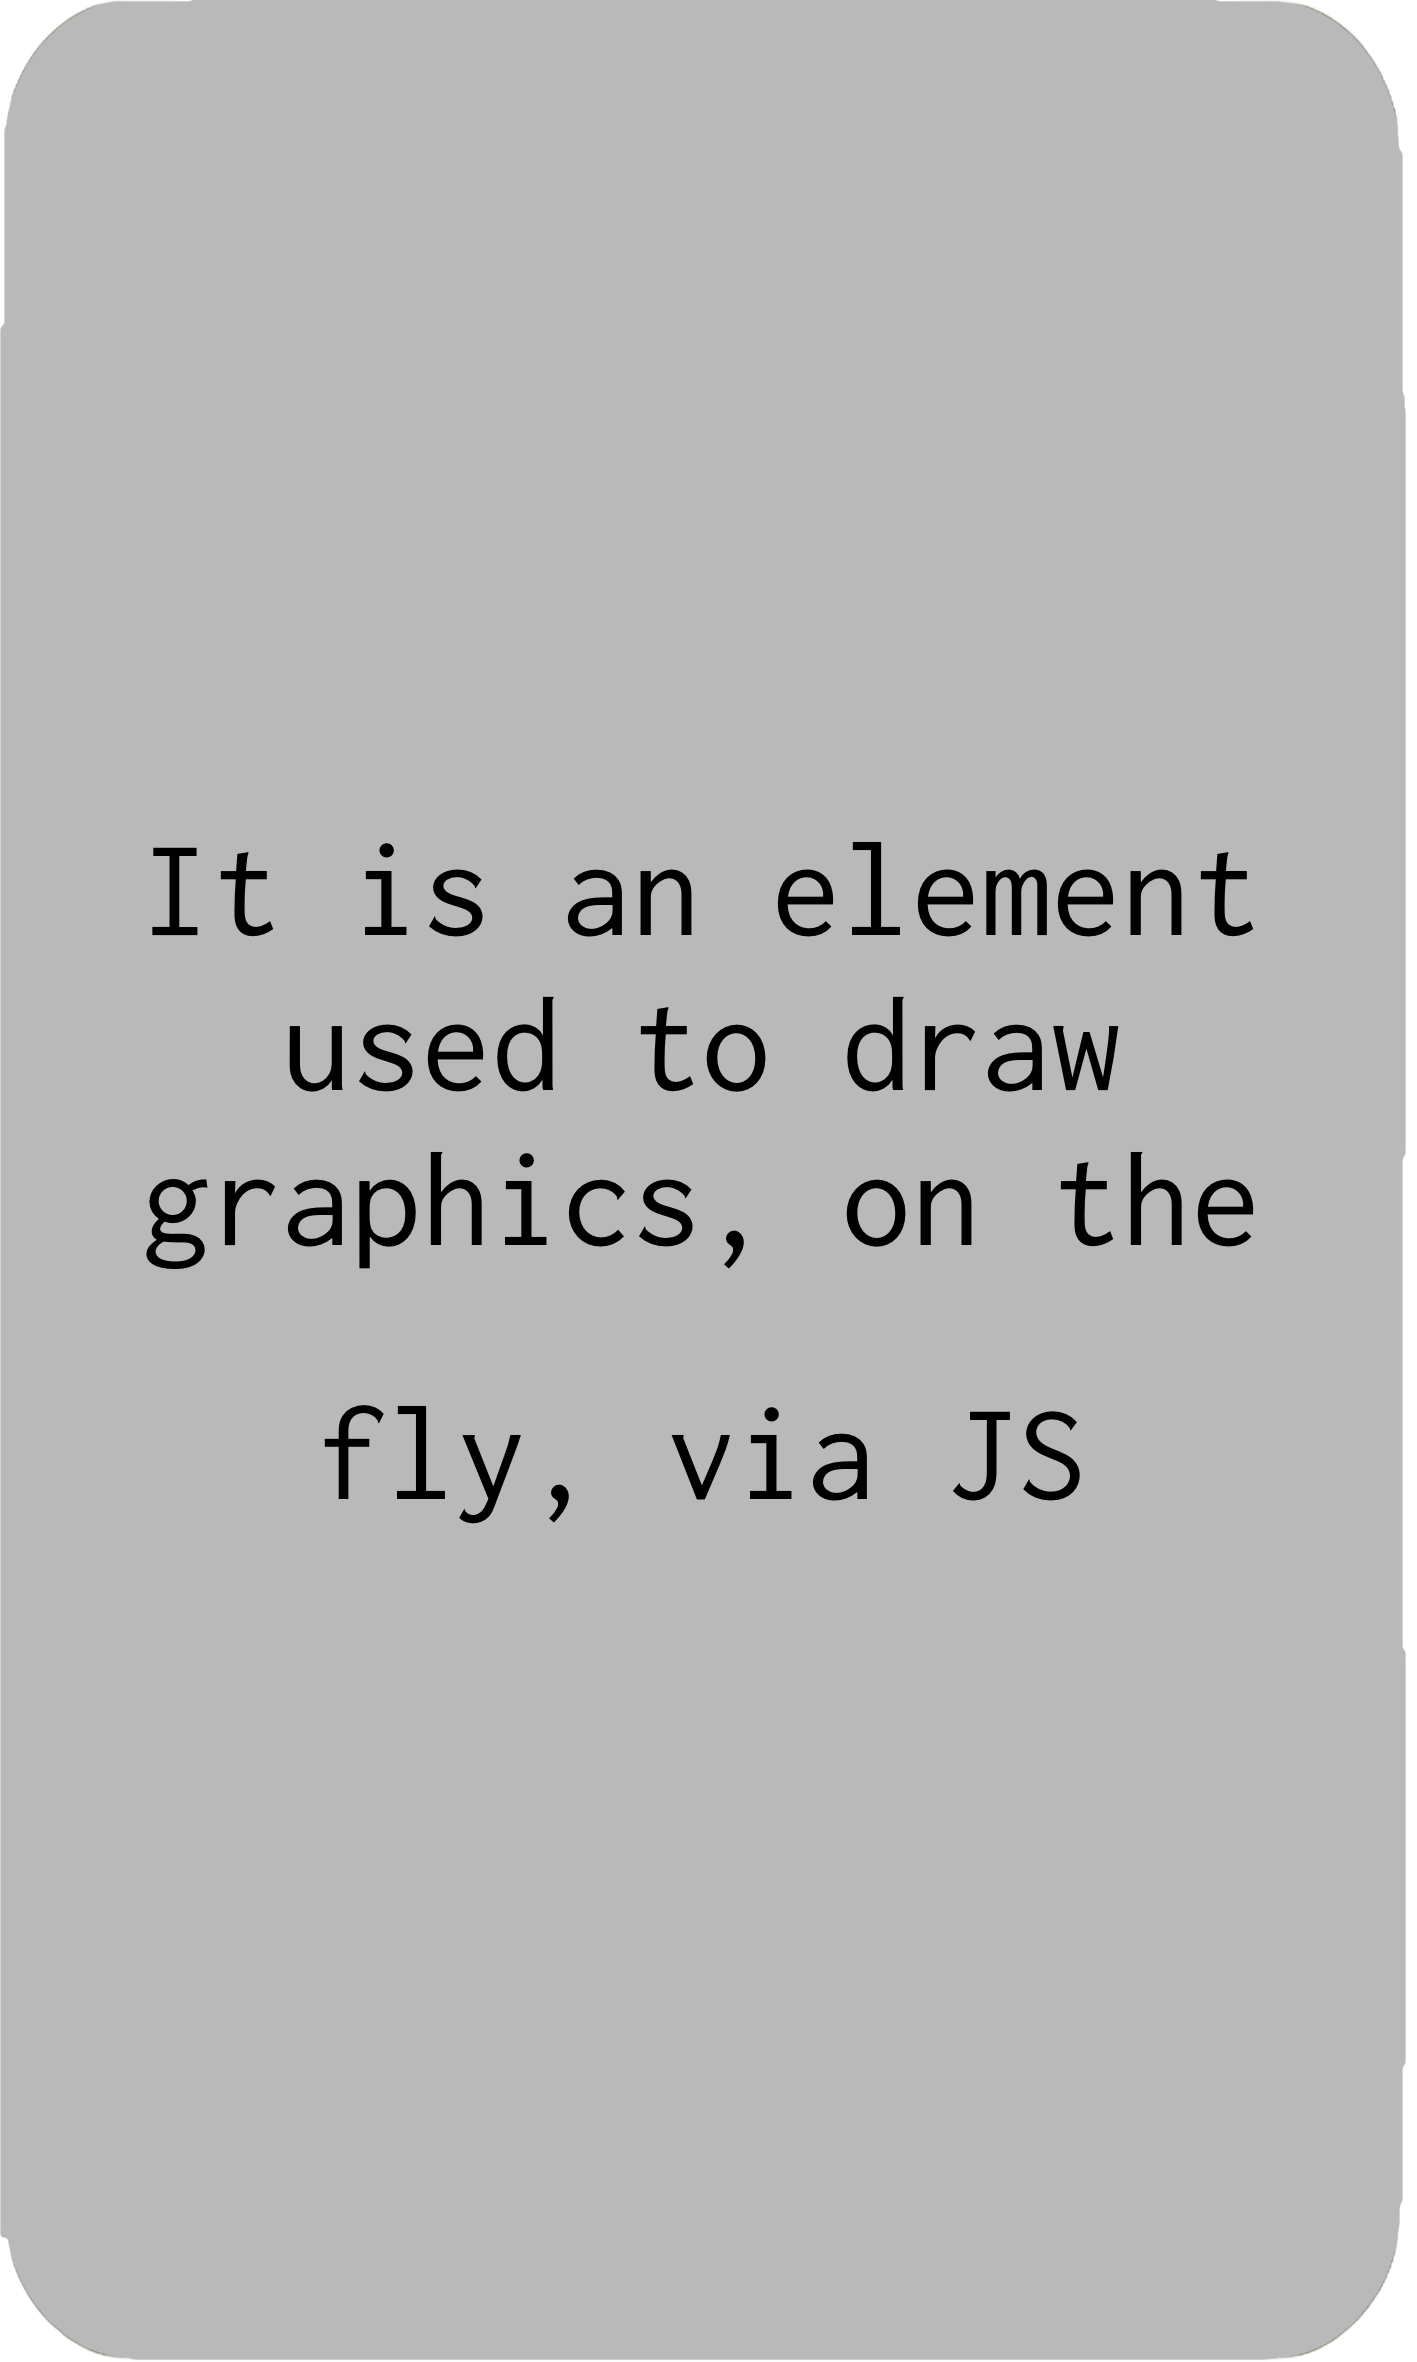 It is an element
used to draw
graphics, on the
fly, via JS